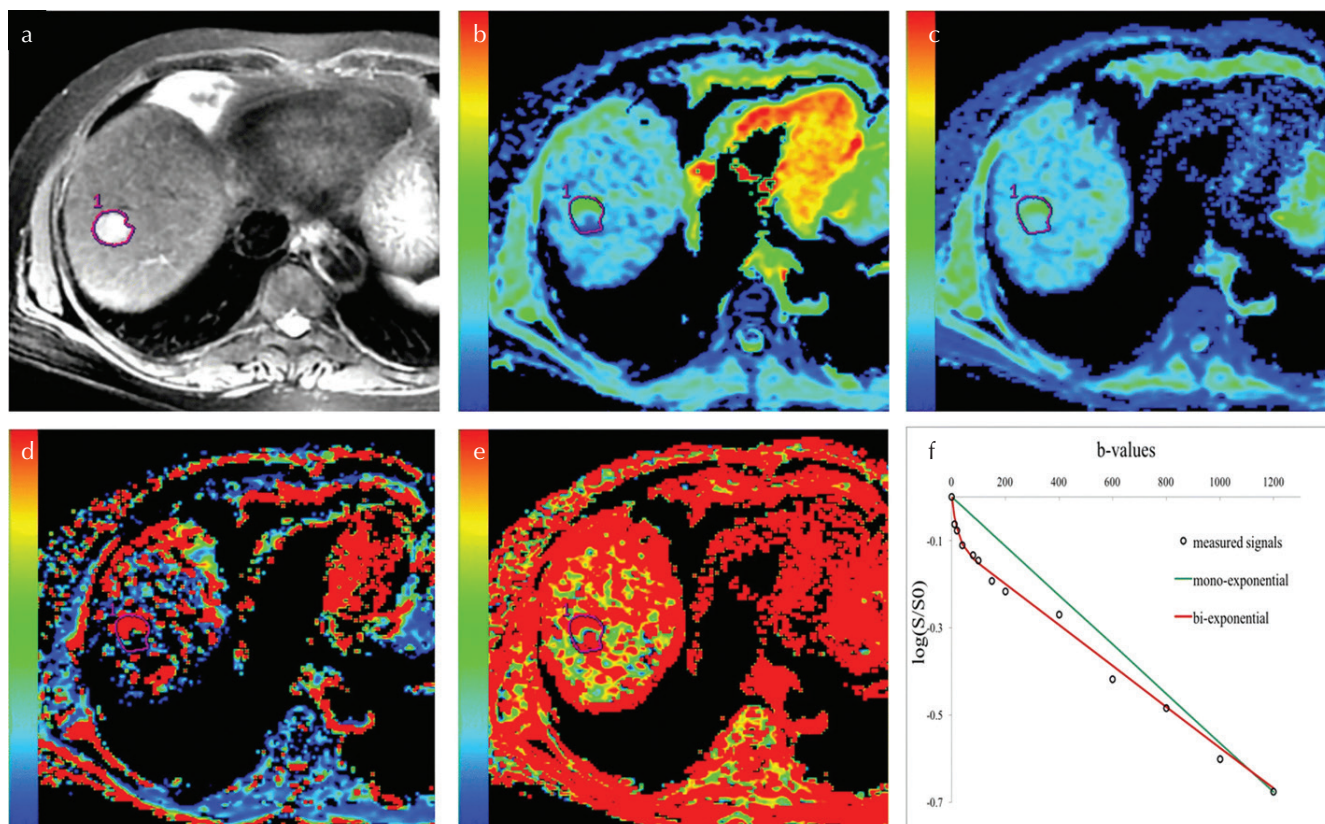 a
1
b
1
c
1
d
e
1
f
b-values
200 400 600 800 1000 1200
-0.1
-0.3
-0.5
-0.7
log(S/S0)
measured signals
mono-exponential
bi-exponential